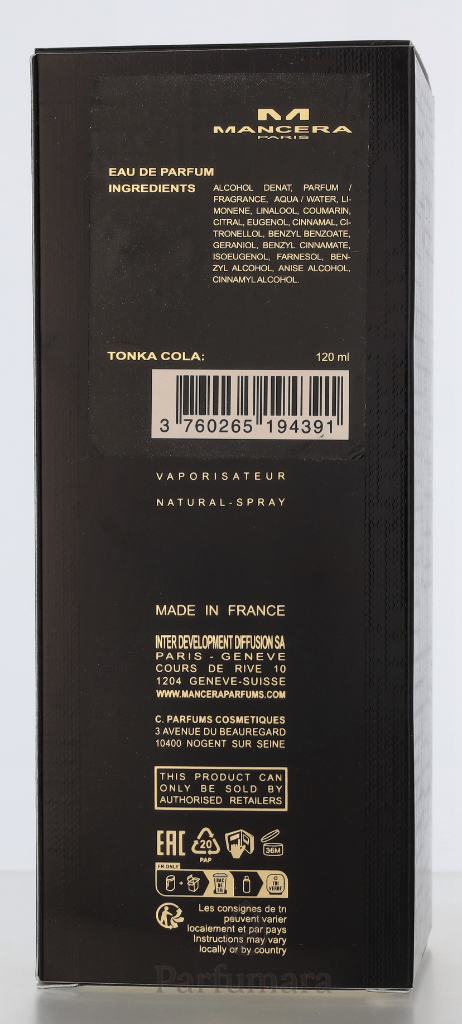 M
MANCERA
PARIS
EAU DE PARFUM
INGREDIENTS
ALCOHOL DENAT, PARFUM /
FRAGRANCE, AQUA / WATER, LI-
MONENE, LINALOOL, COUMARIN,
CITRAL, EUGENOL, CINNAMAL, CI-
TRONELLOL, BENZYL BENZOATE,
GERANIOL, BENZYL CINNAMATE,
ISOEUGENOL, FARNESOL, BEN-
ZYL ALCOHOL, ANISE ALCOHOL,
CINNAMYL ALCOHOL.
TONKA COLA: 120 ml
3 760265 194391
VAPORISATEUR
NATURAL-SPRAY
MADE IN FRANCE
INTER DEVELOPMENT DIFFUSION SA
PARIS - GENEVE
COURS DE RIVE 10
1204 GENEVE-SUISSE
WWW.MANCERAPARFUMS.COM
C. PARFUMS COSMETIQUES
3 AVENUE DU BEAUREGARD
10400 NOGENT SUR SEINE
THIS PRODUCT CAN
ONLY BE SOLD BY
AUTHORISED RETAILERS
EAC 20 36M
PAP
FR ONLY
BAC DE TRI
Les consignes de tri
peuvent varier
localement et par pays
Instructions may vary
locally or by country
Parfumara